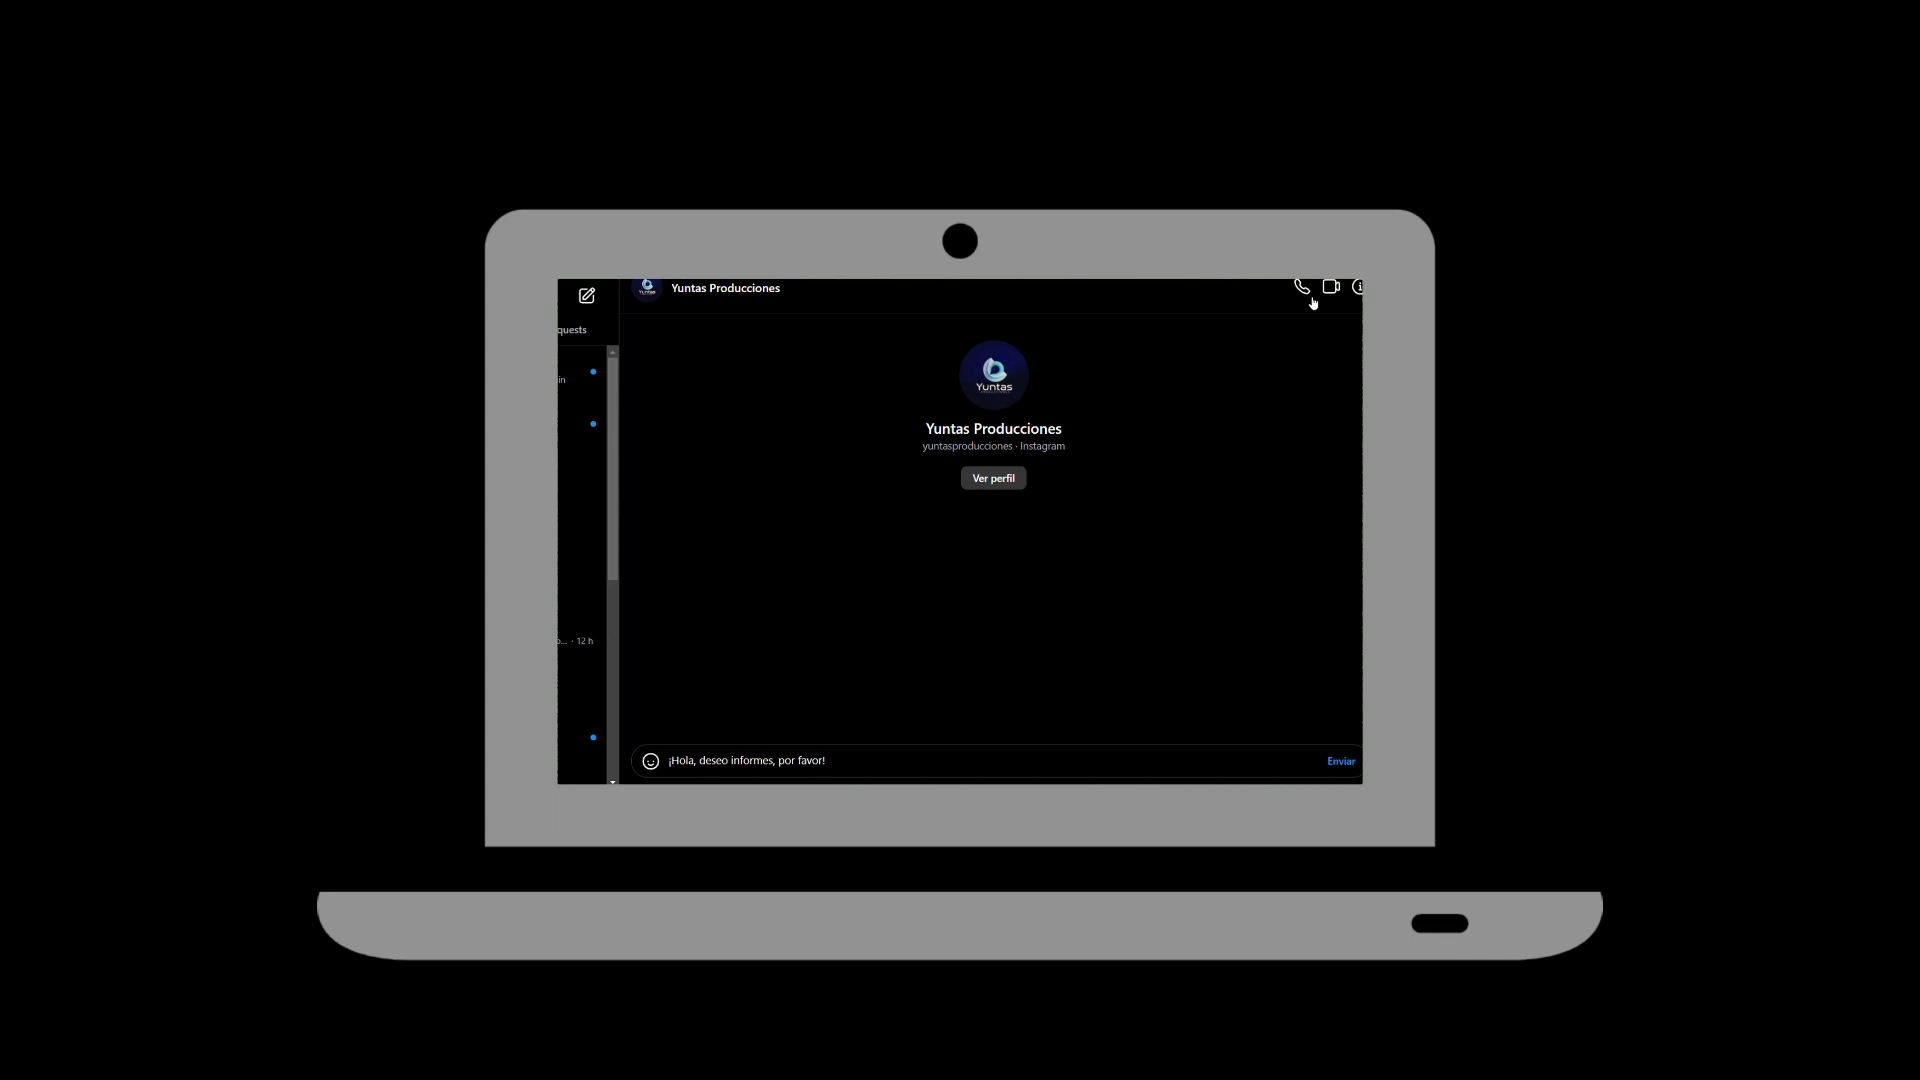 Yuntas Producciones
quests
in
Yuntas
Yuntas Producciones
yuntasproducciones · Instagram
Ver perfil
... · 12 h
¡Hola, deseo informes, por favor!
Enviar